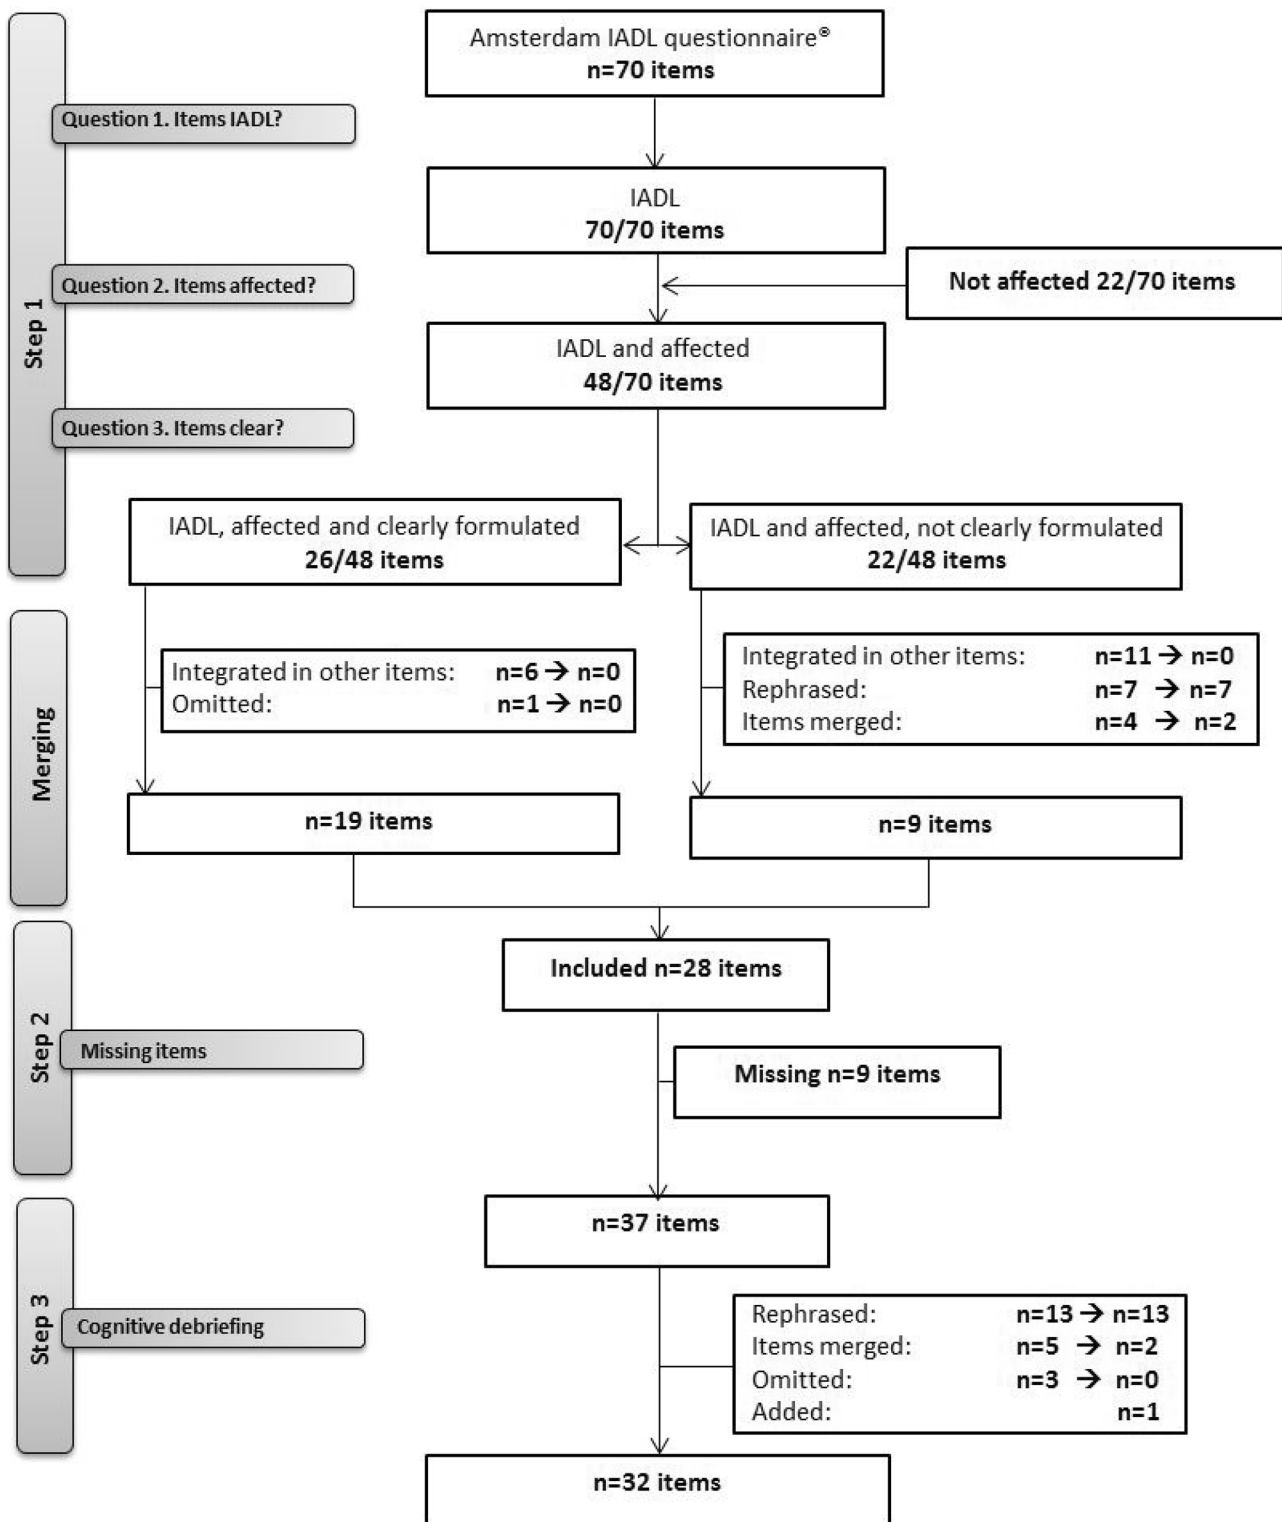 Amsterdam IADL questionnaire®
n=70 items
Question 1. Items IADL?
IADL
70/70 items
Step 1
Question 2. Items affected?
Not affected 22/70 items
IADL and affected
48/70 items
Question 3. Items clear?
IADL, affected and clearly formulated
26/48 items
IADL and affected, not clearly formulated
22/48 items
Merging
Integrated in other items: n=6 → n=0
Omitted: n=1 → n=0
Integrated in other items: n=11 → n=0
Rephrased: n=7 → n=7
Items merged: n=4 → n=2
n=19 items
n=9 items
Included n=28 items
Step 2
Missing items
Missing n=9 items
n=37 items
Step 3
Cognitive debriefing
Rephrased: n=13 → n=13
Items merged: n=5 → n=2
Omitted: n=3 → n=0
Added: n=1
n=32 items